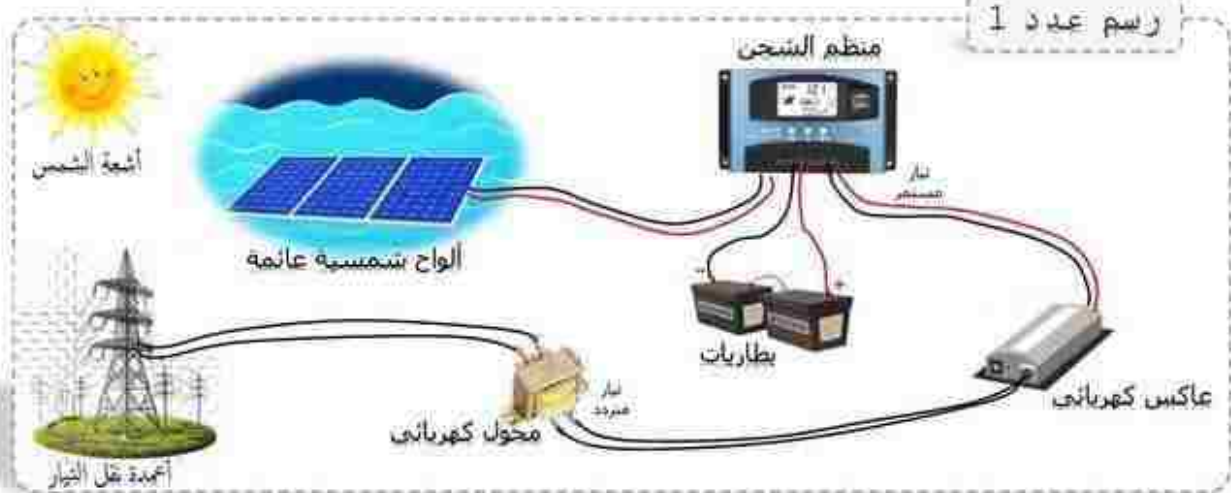 رسم عدد 1
منظم الشحن
أشعة الشمس
تيار
مستمر
ألواح شمسية عائمة
-
+
بطاريات
عاكس كهربائي
تيار
متردد
محول كهربائي
أعمدة نقل التيار